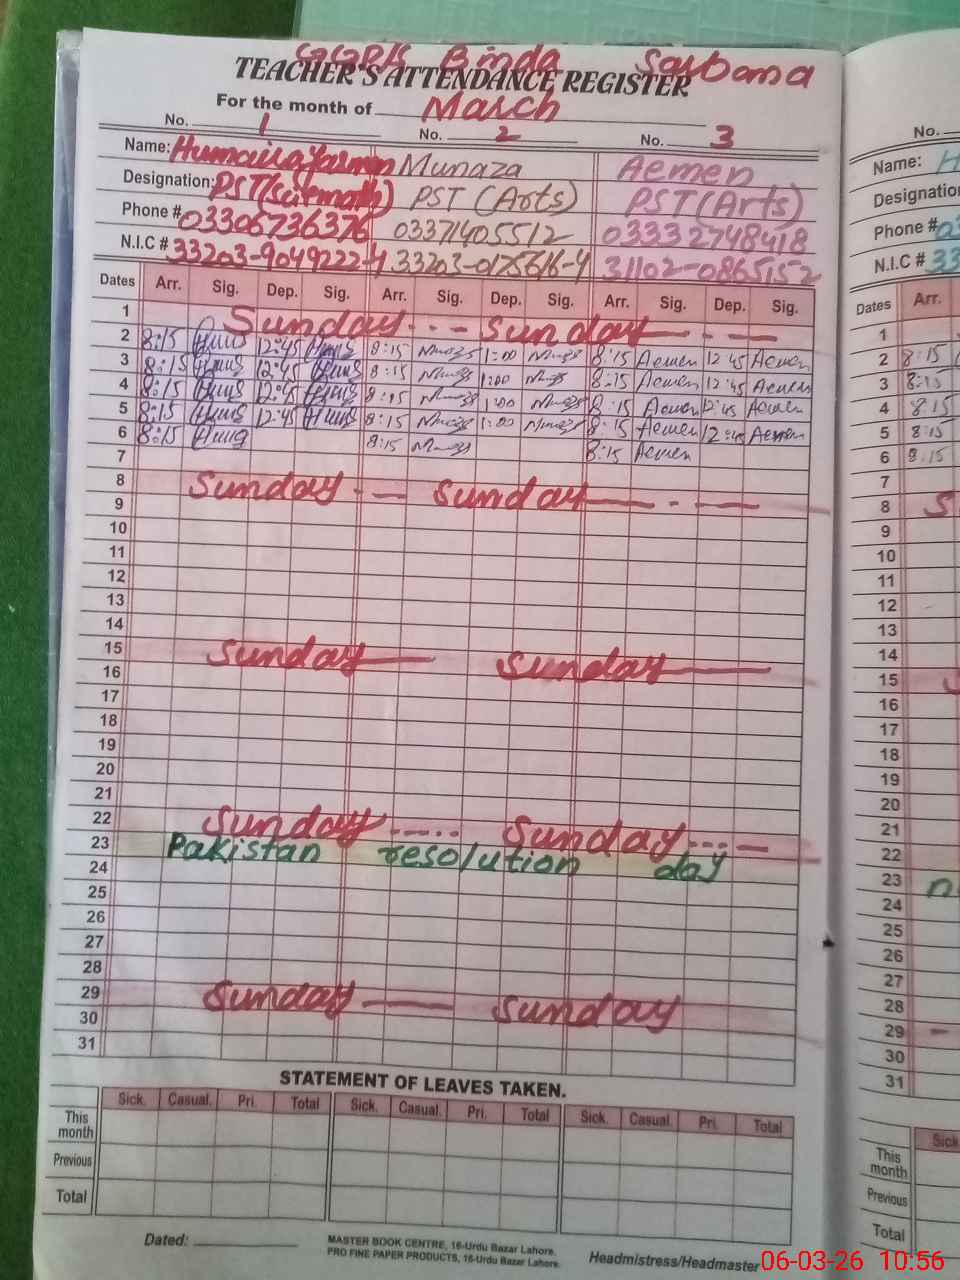 GGPS Binda Sarbana
TEACHER'S ATTENDANCE REGISTER
For the month of March
No. 1 No. 2 No. 3
Name: Humaira Yasmen Munaza Aemen
Designation: PST(Sci-math) PST (Arts) PST (Arts)
Phone # 03306736376 03371405512 03332748418
N.I.C # 33203-9049222-4 33203-0175616-4 31102-0865152
Dates Arr. Sig. Dep. Sig. Arr. Sig. Dep. Sig. Arr. Sig. Dep. Sig.
1 Sunday --- Sunday - - -
2 8:15 12:45 8:15 1:00 8:15 Aemen 12:45 Aemen
3 8:15 12:45 8:15 1:00 8:15 Aemen 12:45 Aemen
4 8:15 12:45 8:15 1:00 8:15 Aemen 12:45 Aemen
5 8:15 12:45 8:15 1:00 8:15 Aemen 12:45 Aemen
6 8:15 8:15 8:15 Aemen
7
8 Sunday - - - Sunday - - -
9
10
11
12
13
14
15 Sunday — Sunday —
16
17
18
19
20
21
22 Sunday ..... Sunday ... —
23 Pakistan resolution day
24
25
26
27
28
29 Sunday — Sunday
30
31
STATEMENT OF LEAVES TAKEN.
Sick. Casual. Pri. Total Sick. Casual. Pri. Total Sick. Casual. Pri. Total
This month
Previous
Total
Dated:
MASTER BOOK CENTRE, 16-Urdu Bazar Lahore.
PRO FINE PAPER PRODUCTS, 16-Urdu Bazar Lahore.
Headmistress/Headmaster
No.
Name:
Designation
Phone #
N.I.C # 33
Dates Arr.
1
2 8:15
3 8:15
4 8:15
5 8:15
6 8:15
7
8 S
9
10
11
12
13
14
15
16
17
18
19
20
21
22
23
24
25
26
27
28
29 -
30
31
Sick
This month
Previous
Total
06-03-26 10:56